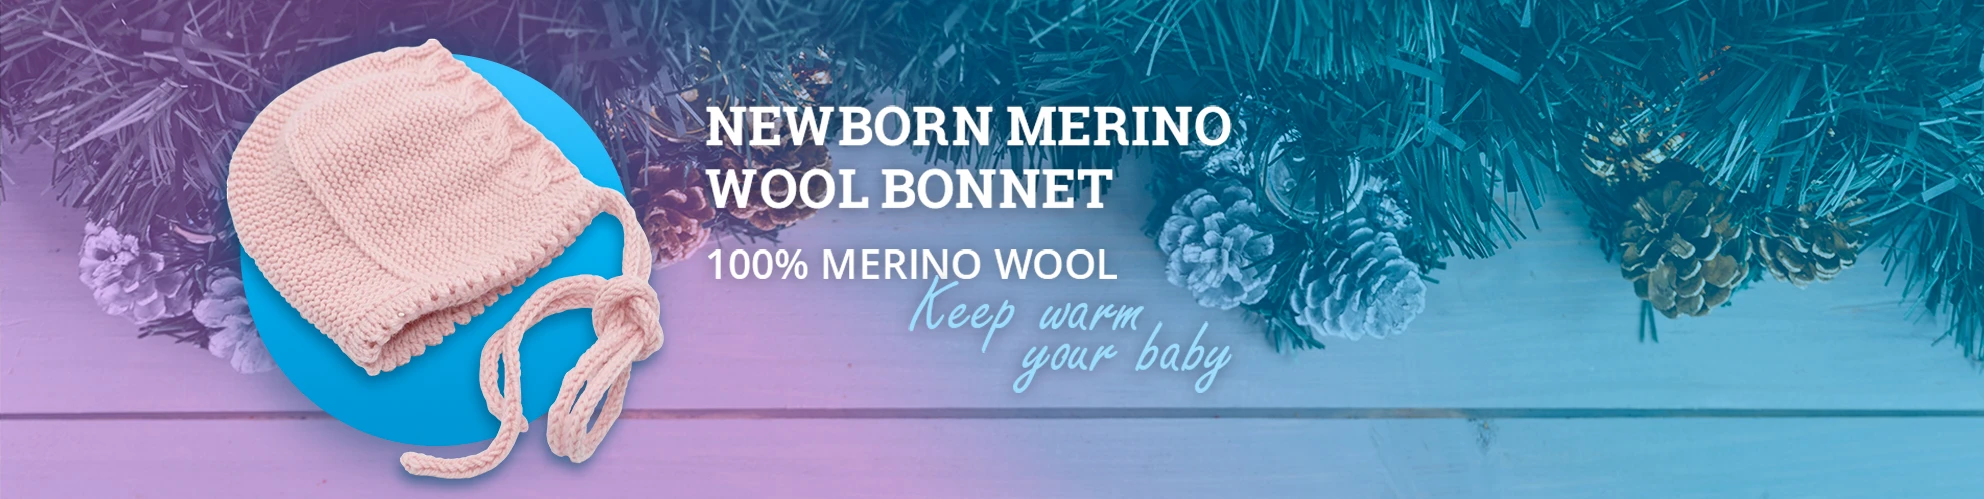 NEWBORN MERINO
WOOL BONNET
100% MERINO WOOL
Keep warm
your baby